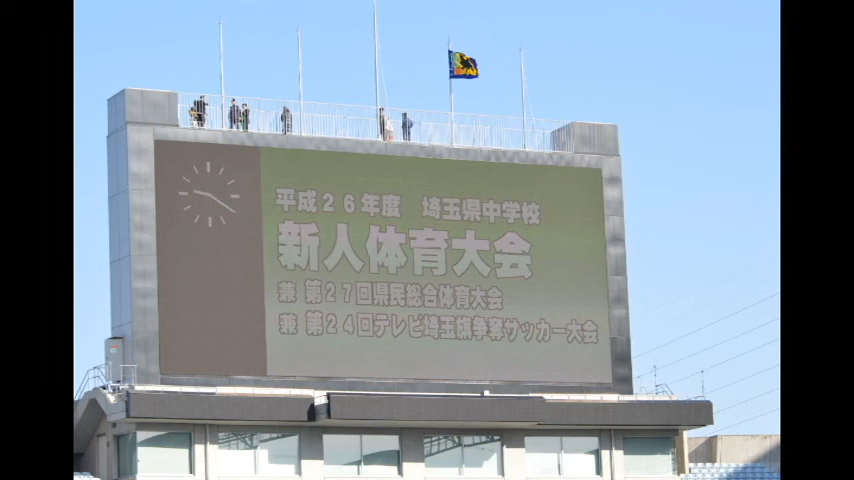 平成26年度 埼玉県中学校
新人体育大会
兼 第27回県民総合体育大会
兼 第24回テレビ埼玉旗争奪サッカー大会